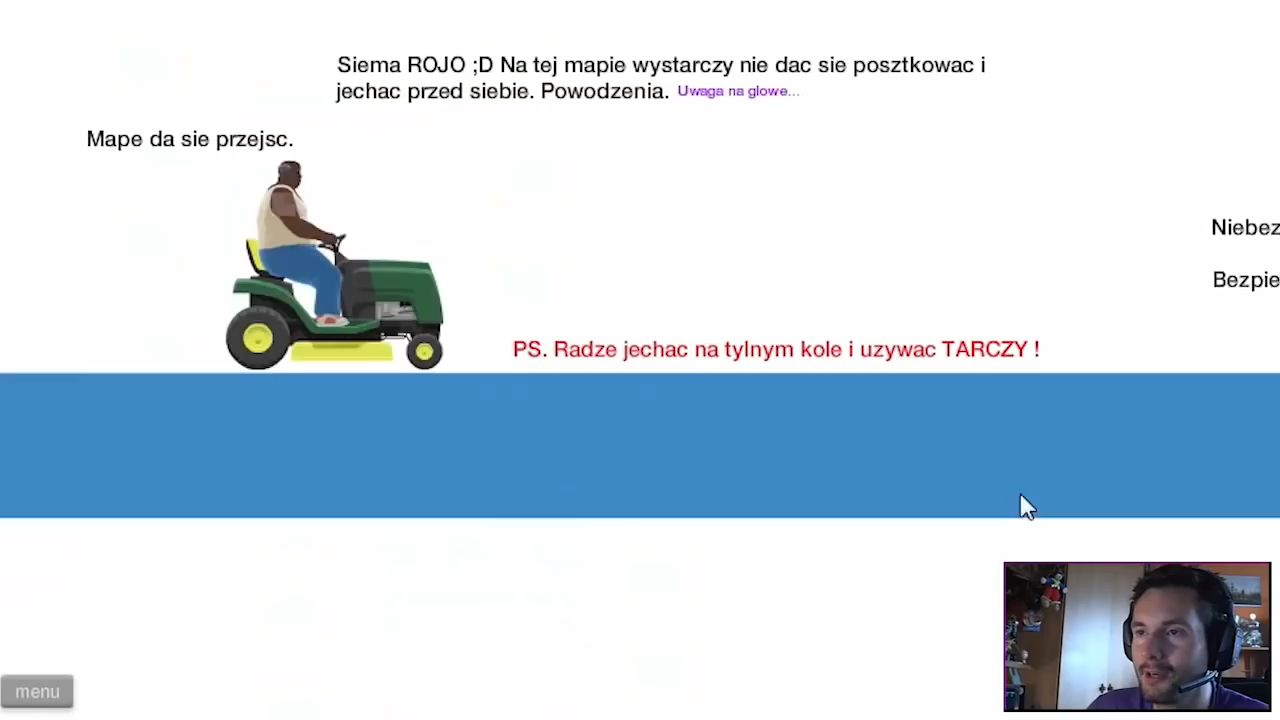 Siema ROJO ;D Na tej mapie wystarczy nie dac sie posztkowac i
jechac przed siebie. Powodzenia. Uwaga na glowe...
Mape da sie przejsc.
Niebez
Bezpie
PS. Radze jechac na tylnym kole i uzywac TARCZY !
menu